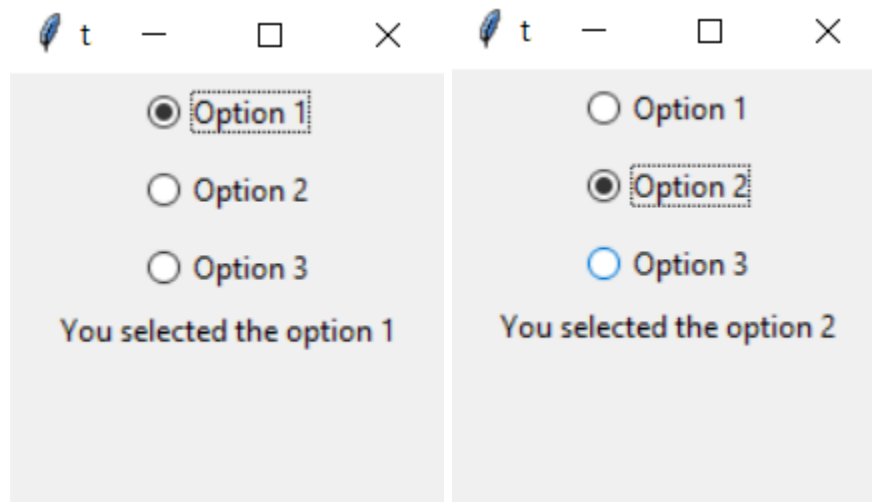 t
Option 1
Option 2
Option 3
You selected the option 1
t
Option 1
Option 2
Option 3
You selected the option 2